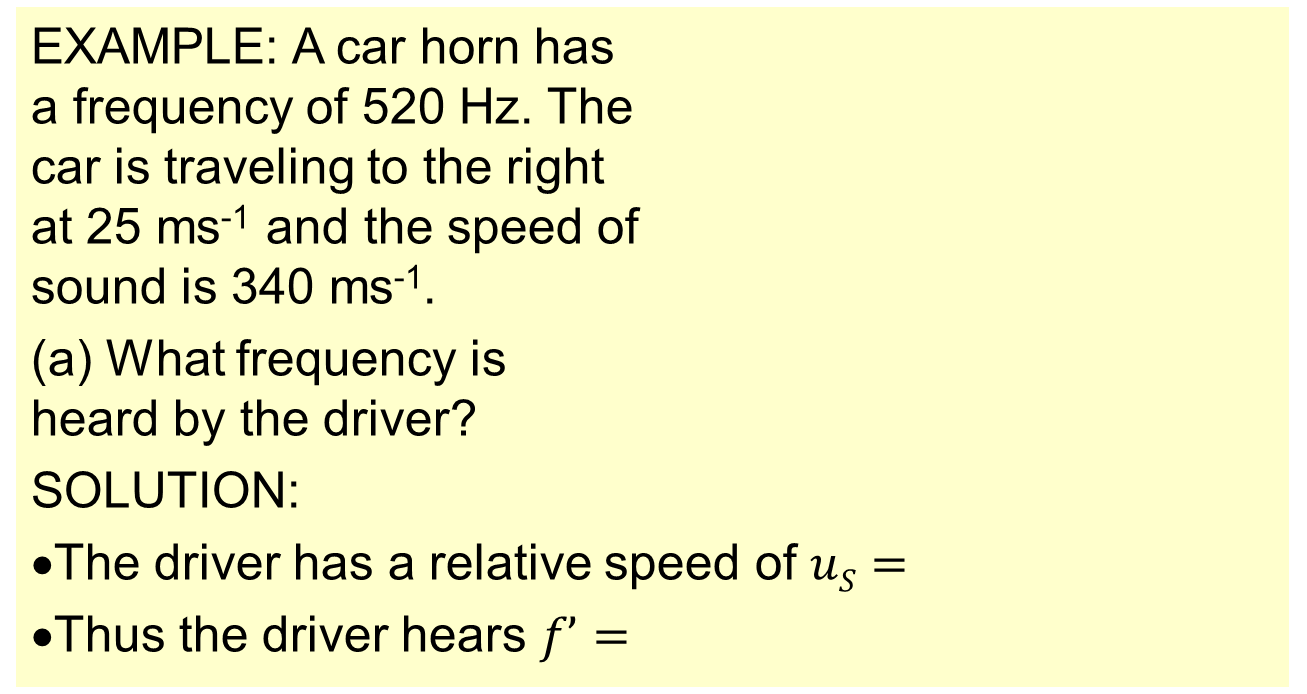 EXAMPLE: A car horn has
a frequency of 520 Hz. The
car is traveling to the right
at 25 ms⁻¹ and the speed of
sound is 340 ms⁻¹.
(a) What frequency is
heard by the driver?
SOLUTION:
•The driver has a relative speed of 𝑢ₛ =
•Thus the driver hears 𝑓’ =